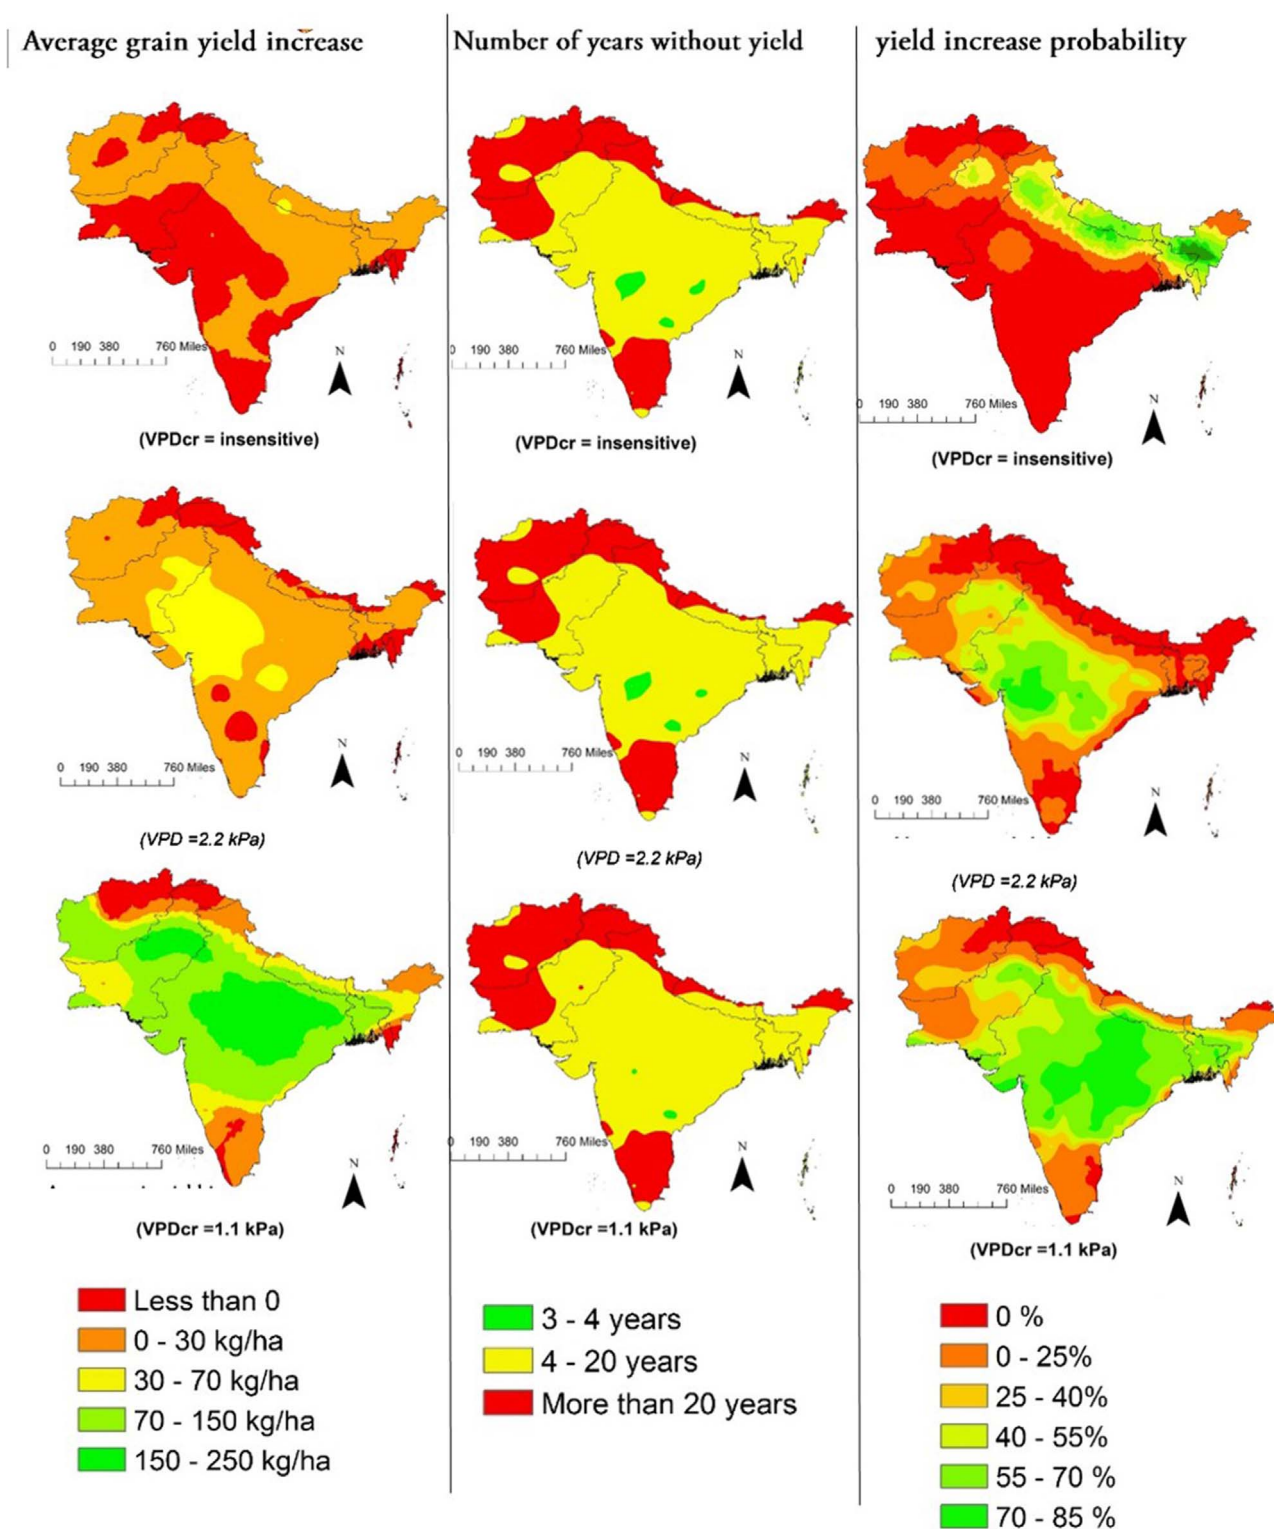 Average grain yield increase
Number of years without yield
yield increase probability
0 190 380 760 Miles
N
(VPDcr = insensitive)
0 190 380 760 Miles
N
(VPDcr = insensitive)
0 190 380 760 Miles
N
(VPDcr = insensitive)
0 190 380 760 Miles
N
(VPD =2.2 kPa)
0 190 380 760 Miles
N
(VPD =2.2 kPa)
0 190 380 760 Miles
N
(VPD =2.2 kPa)
0 190 380 760 Miles
N
(VPDcr =1.1 kPa)
0 190 380 760 Miles
N
(VPDcr =1.1 kPa)
0 190 380 760 Miles
N
(VPDcr =1.1 kPa)
Less than 0
0 - 30 kg/ha
30 - 70 kg/ha
70 - 150 kg/ha
150 - 250 kg/ha
3 - 4 years
4 - 20 years
More than 20 years
0 %
0 - 25%
25 - 40%
40 - 55%
55 - 70 %
70 - 85 %